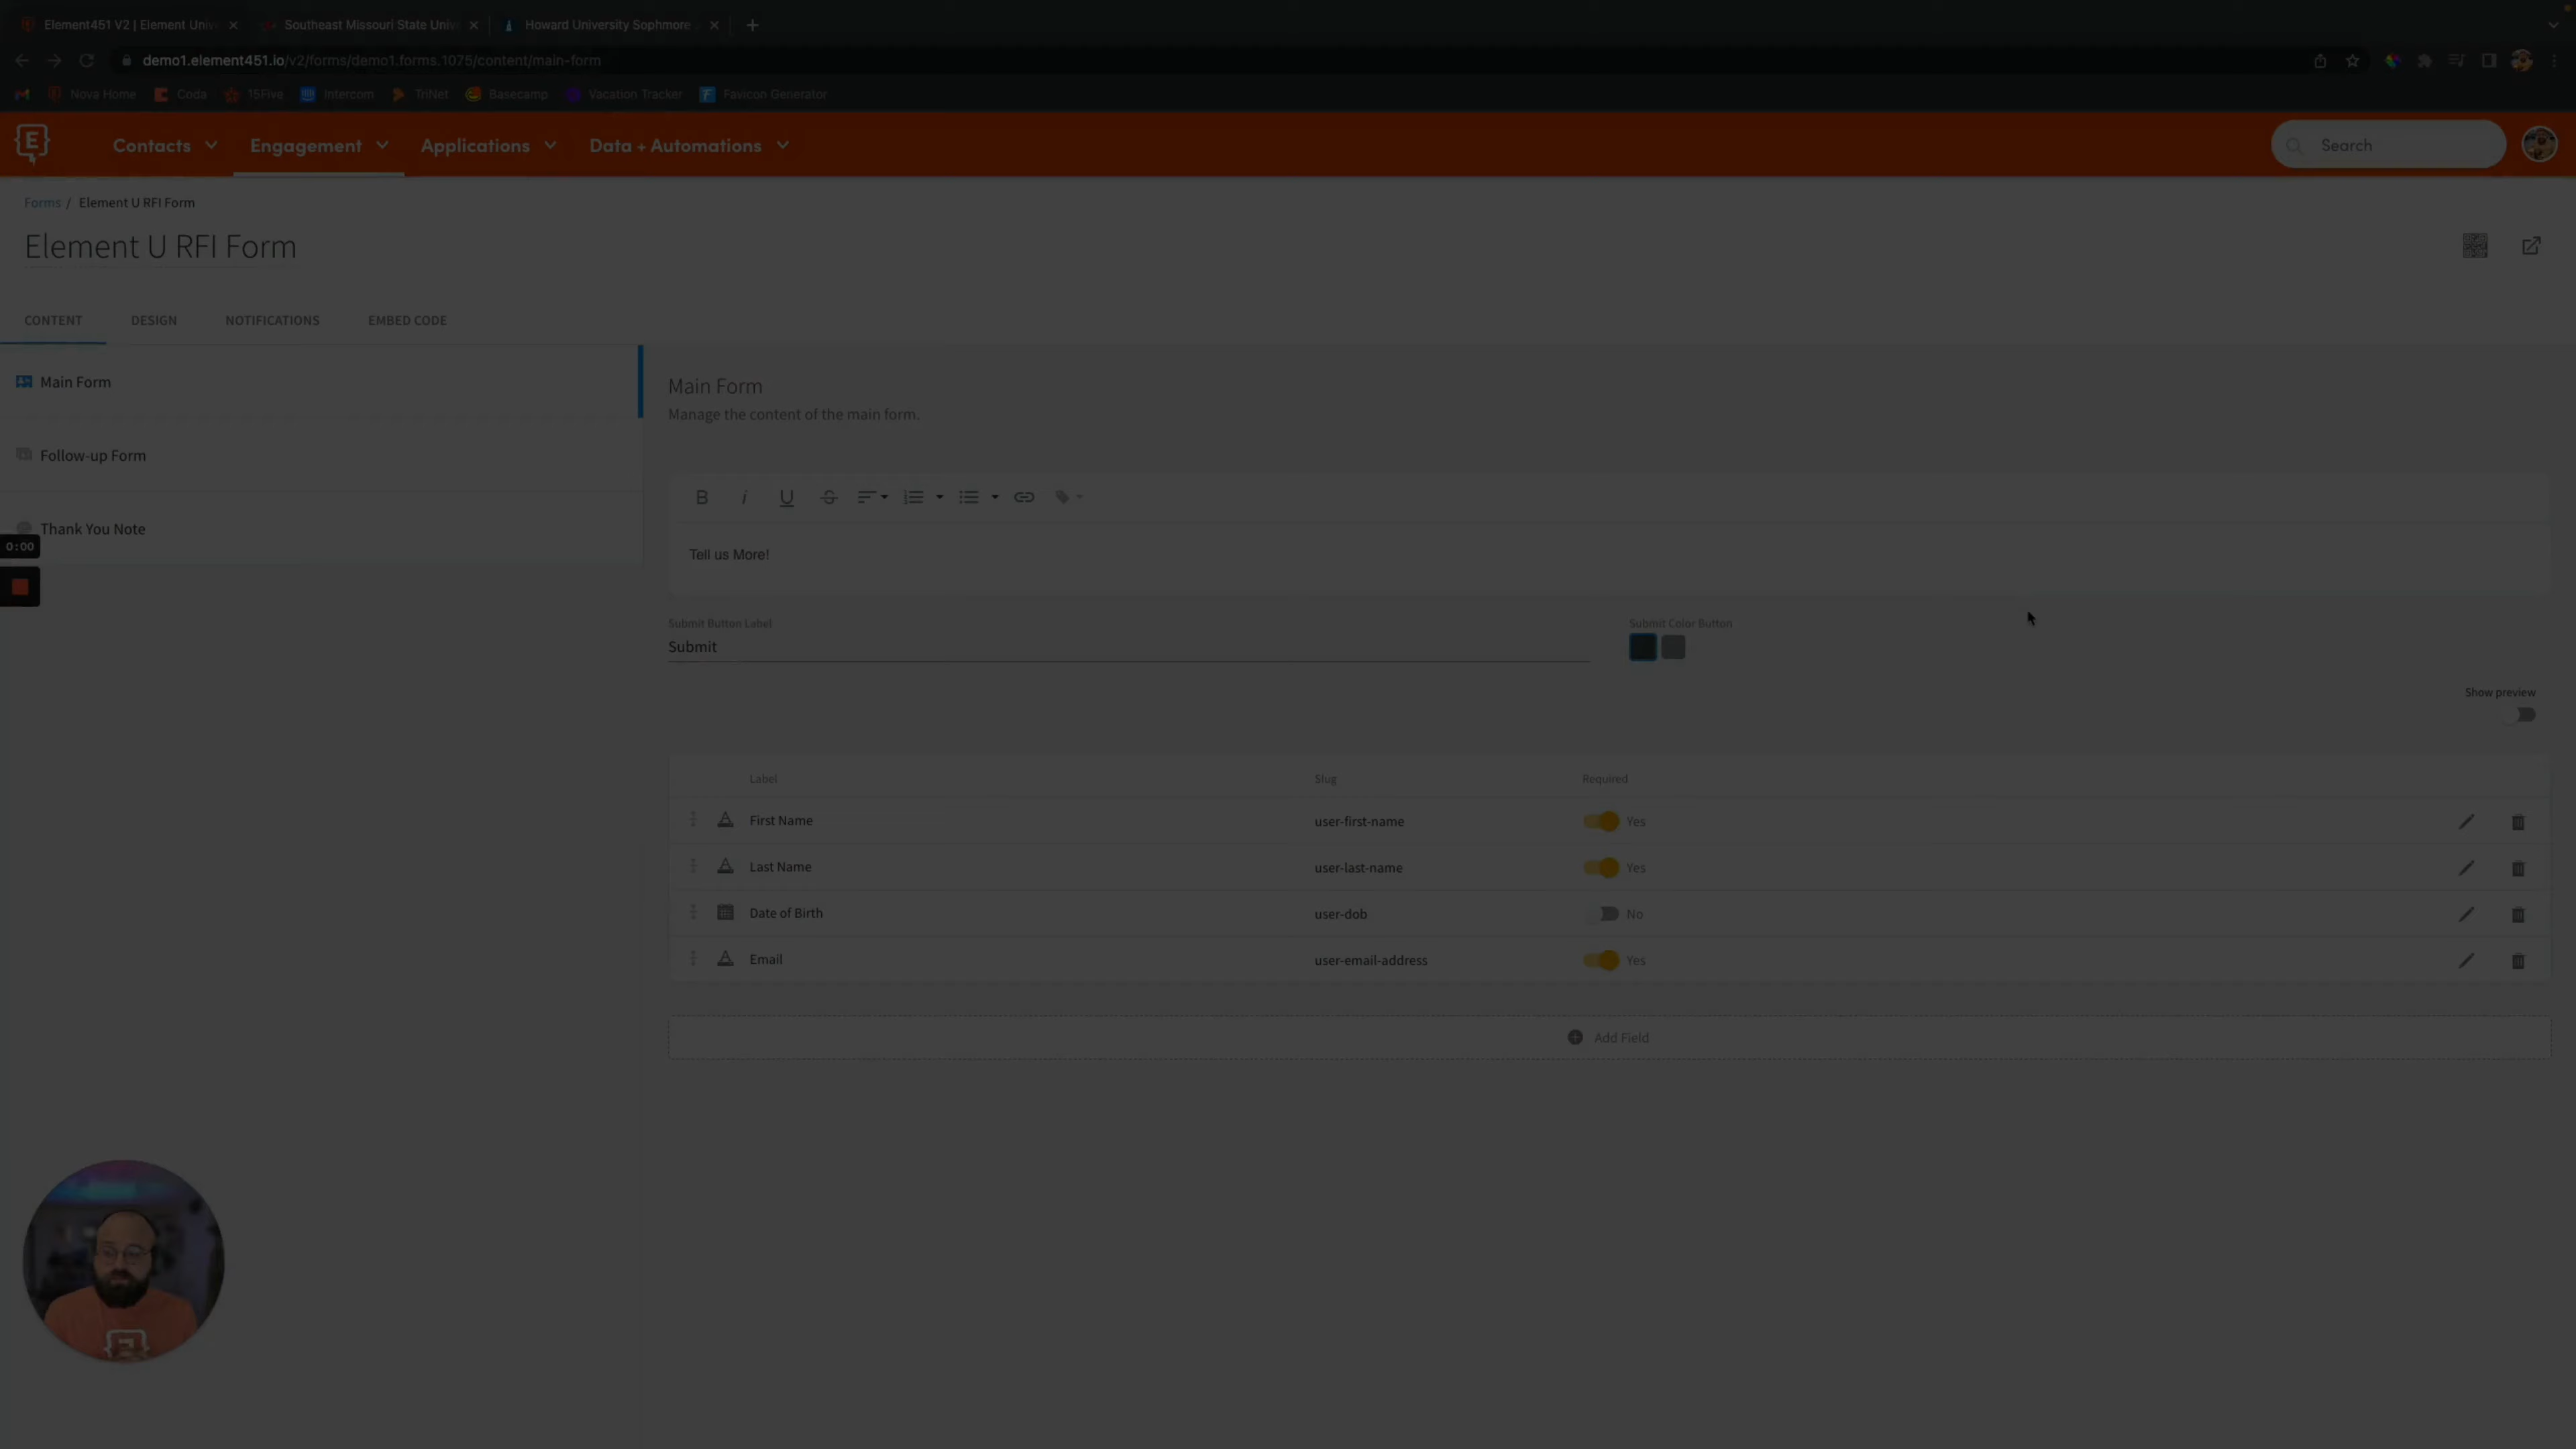 Element451 V2 | Element Univ
Southeast Missouri State Univ
Howard University Sophmore
demo1.element451.io/v2/forms/demo1.forms.1075/content/main-form
Nova Home
Coda
15Five
Intercom
TriNet
Basecamp
Vacation Tracker
Favicon Generator
Contacts
Engagement
Applications
Data + Automations
Search
Forms / Element U RFI Form
Element U RFI Form
CONTENT
DESIGN
NOTIFICATIONS
EMBED CODE
Main Form
Follow-up Form
Thank You Note
0:00
Main Form
Manage the content of the main form.
Tell us More!
Submit Button Label
Submit
Submit Color Button
Show preview
Label Slug Required
First Name user-first-name Yes
Last Name user-last-name Yes
Date of Birth user-dob No
Email user-email-address Yes
Add Field